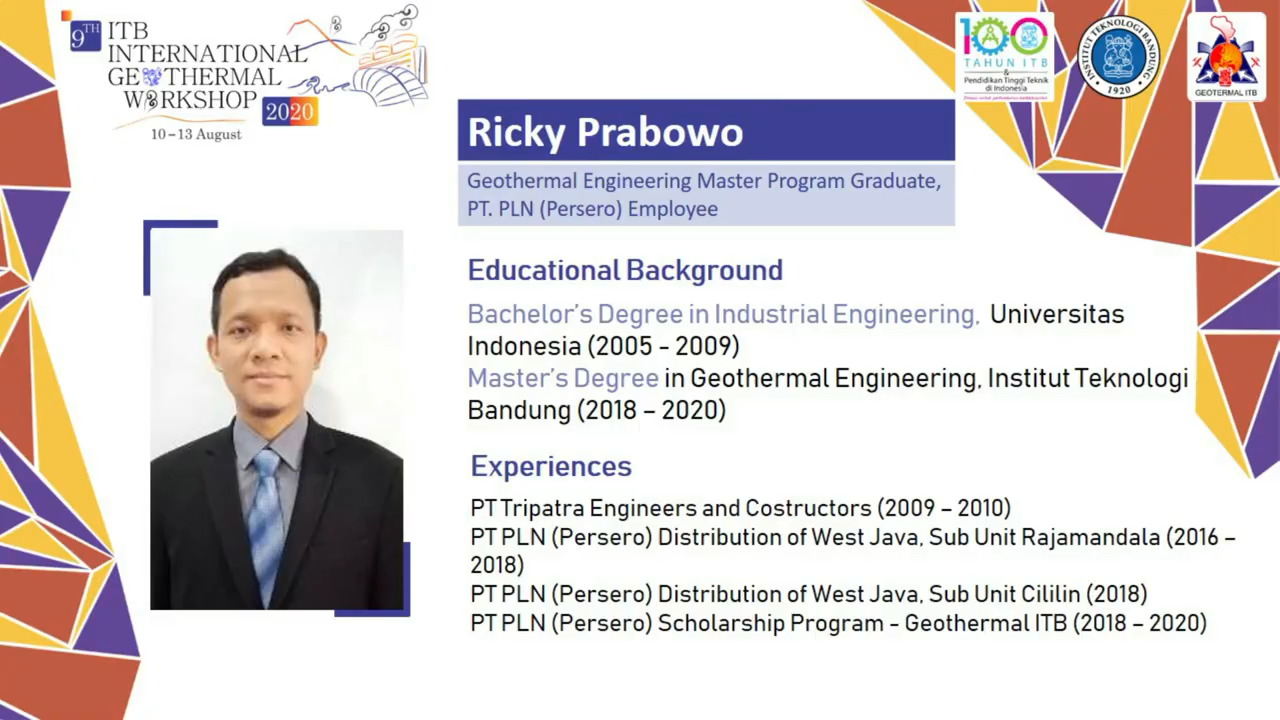 9TH ITB
INTERNATIONAL
GEOTHERMAL
WORKSHOP 2020
10 – 13 August
100
TAHUN ITB
&
Pendidikan Tinggi Teknik
di Indonesia
INSTITUT TEKNOLOGI BANDUNG
1920
GEOTERMAL ITB
Ricky Prabowo
Geothermal Engineering Master Program Graduate,
PT. PLN (Persero) Employee
Educational Background
Bachelor's Degree in Industrial Engineering, Universitas
Indonesia (2005 - 2009)
Master's Degree in Geothermal Engineering, Institut Teknologi
Bandung (2018 – 2020)
Experiences
PT Tripatra Engineers and Costructors (2009 – 2010)
PT PLN (Persero) Distribution of West Java, Sub Unit Rajamandala (2016 –
2018)
PT PLN (Persero) Distribution of West Java, Sub Unit Cililin (2018)
PT PLN (Persero) Scholarship Program - Geothermal ITB (2018 – 2020)